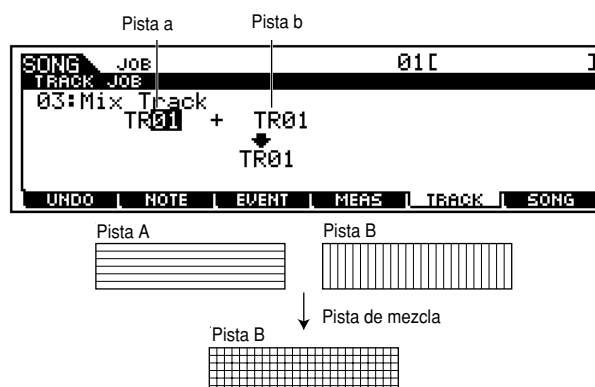 Pista a Pista b
SONG JOB 01[ ]
TRACK JOB
03:Mix Track
TR01 + TR01
TR01
UNDO NOTE EVENT MEAS TRACK SONG
Pista A Pista B
Pista de mezcla
Pista B